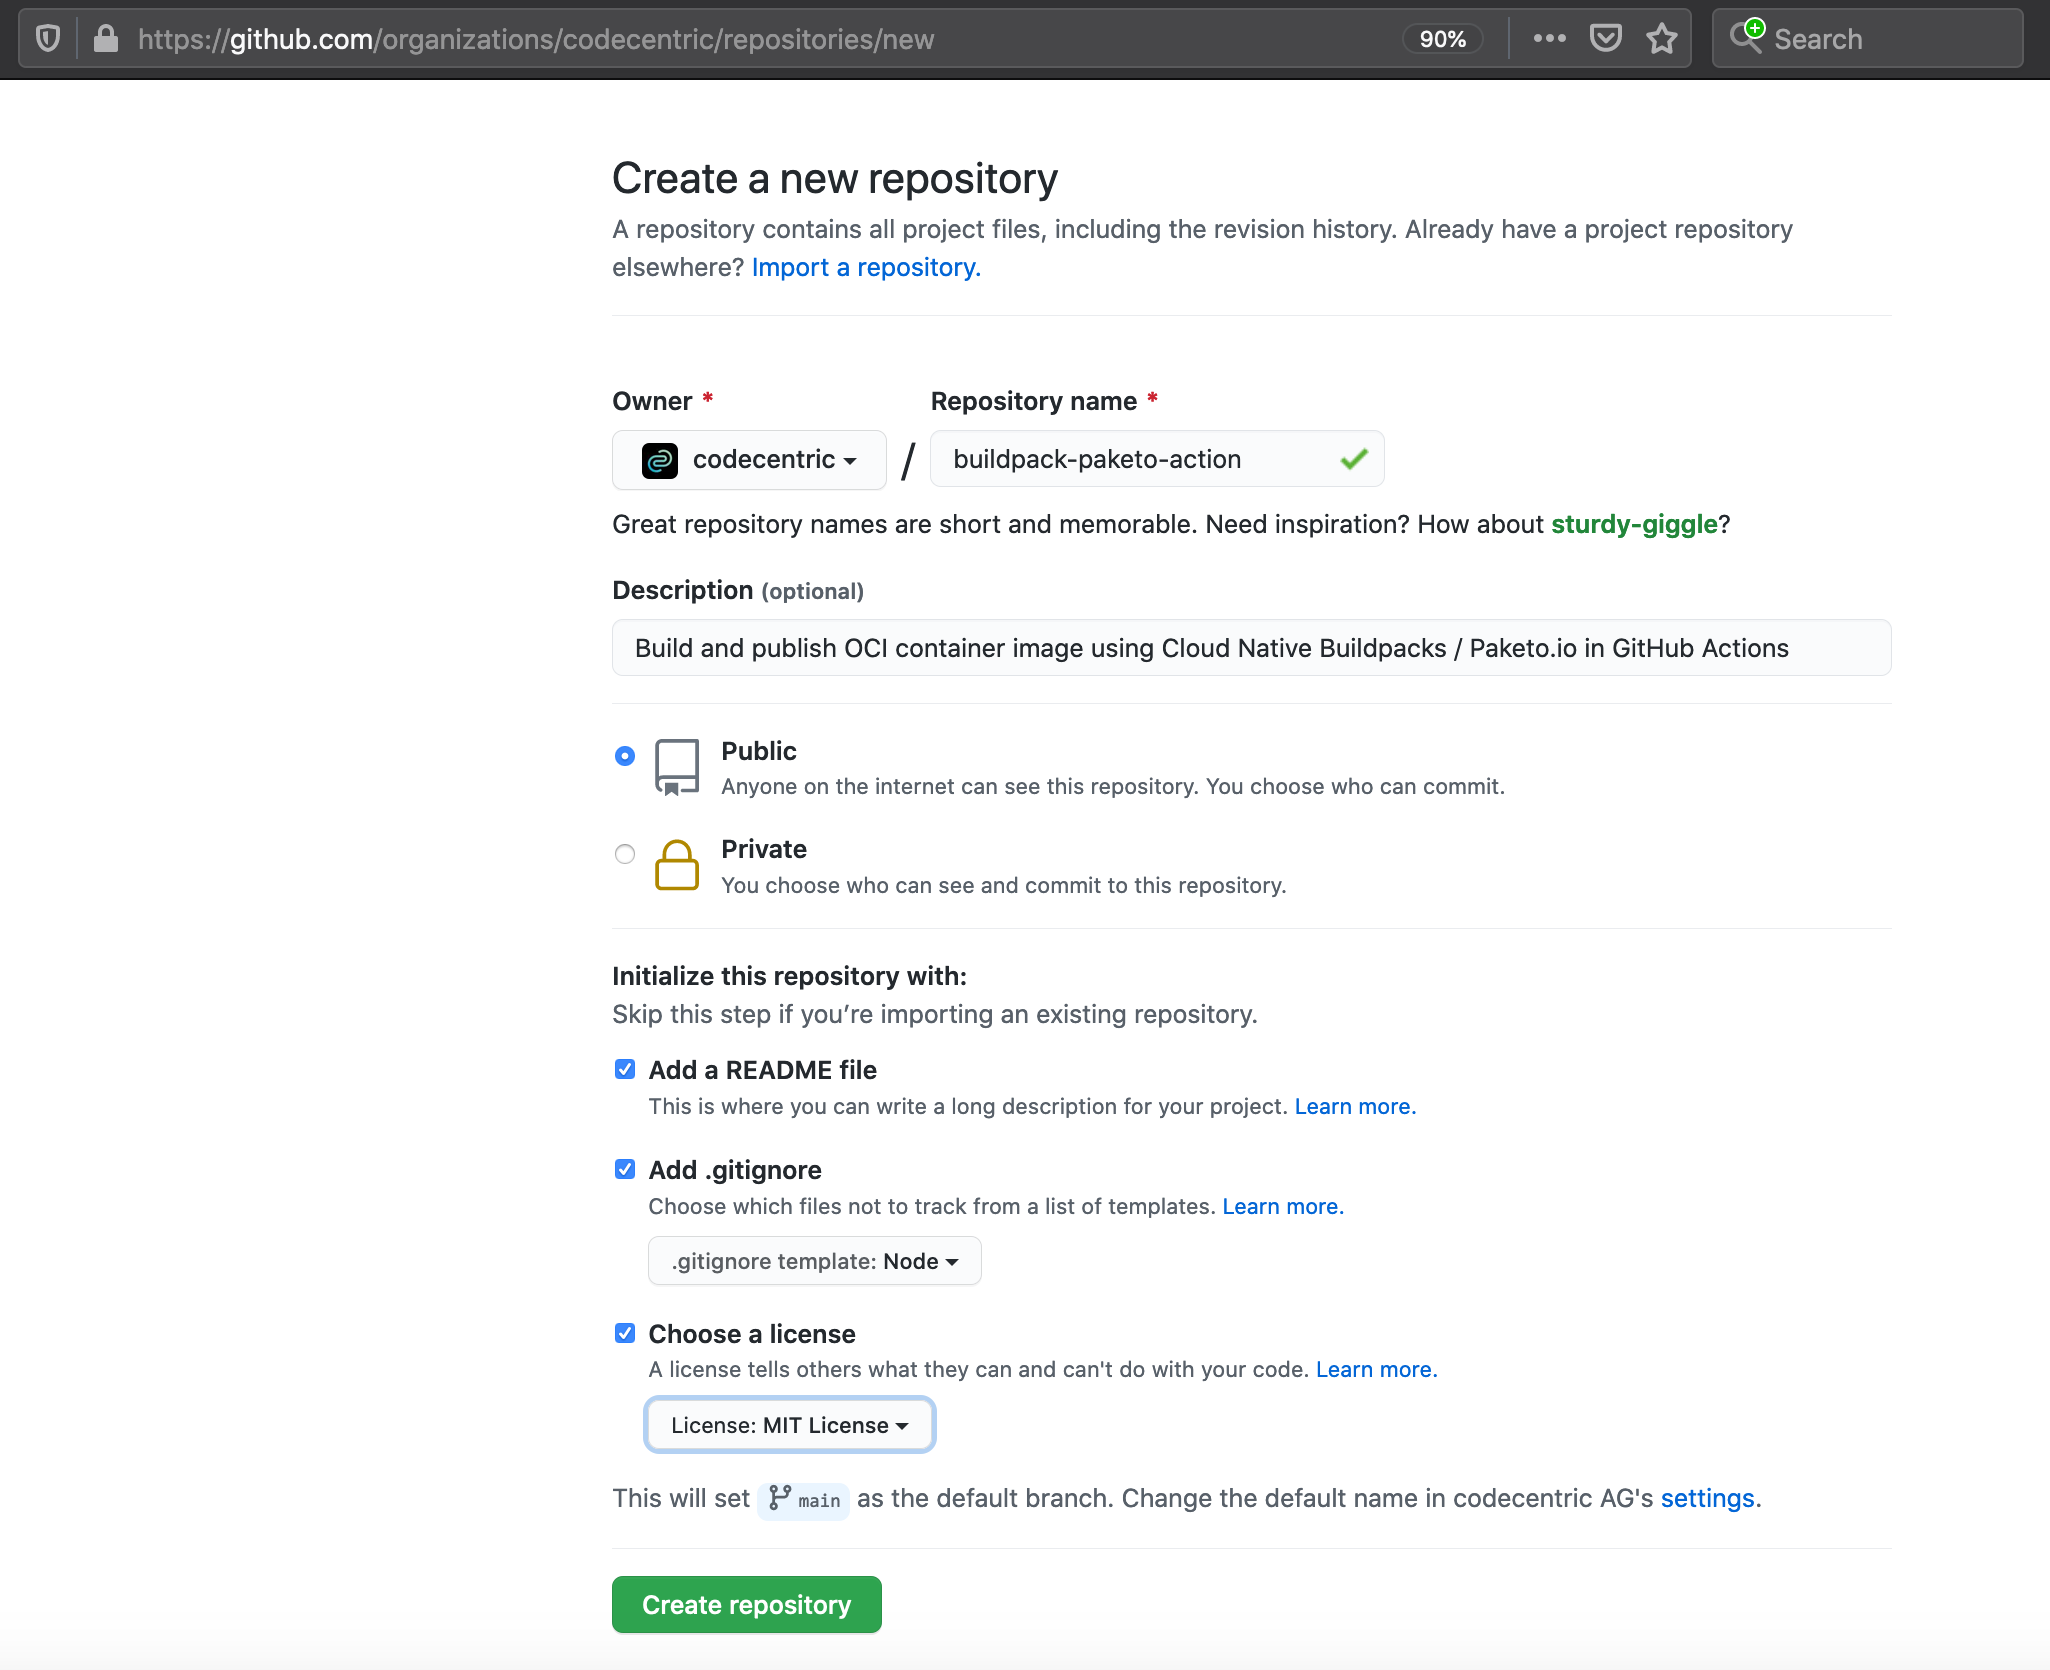 https://github.com/organizations/codecentric/repositories/new 90% Search
Create a new repository
A repository contains all project files, including the revision history. Already have a project repository
elsewhere? Import a repository.
Owner * Repository name *
codecentric / buildpack-paketo-action
Great repository names are short and memorable. Need inspiration? How about sturdy-giggle?
Description (optional)
Build and publish OCI container image using Cloud Native Buildpacks / Paketo.io in GitHub Actions
Public
Anyone on the internet can see this repository. You choose who can commit.
Private
You choose who can see and commit to this repository.
Initialize this repository with:
Skip this step if you’re importing an existing repository.
Add a README file
This is where you can write a long description for your project. Learn more.
Add .gitignore
Choose which files not to track from a list of templates. Learn more.
.gitignore template: Node
Choose a license
A license tells others what they can and can't do with your code. Learn more.
License: MIT License
This will set main as the default branch. Change the default name in codecentric AG's settings.
Create repository